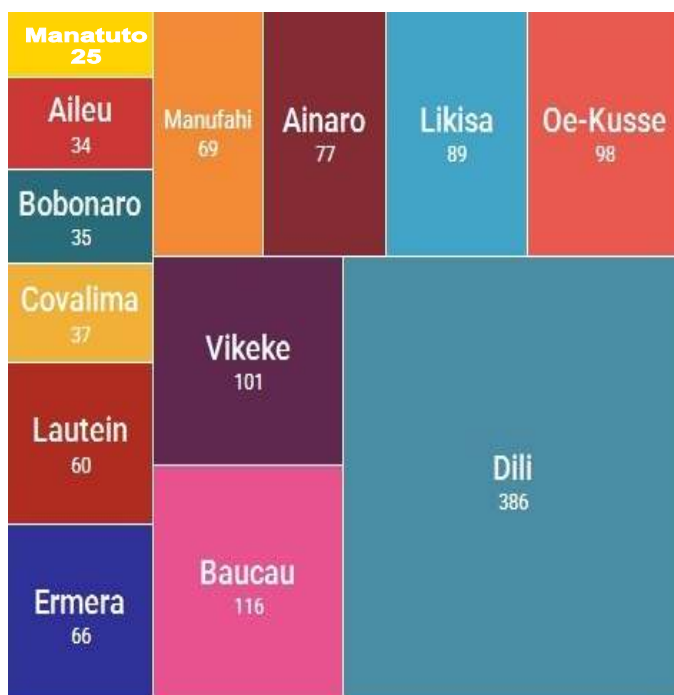 Manatuto
25
Aileu
34
Bobonaro
35
Covalima
37
Lautein
60
Ermera
66
Manufahi
69
Ainaro
77
Likisa
89
Oe-Kusse
98
Vikeke
101
Baucau
116
Dili
386